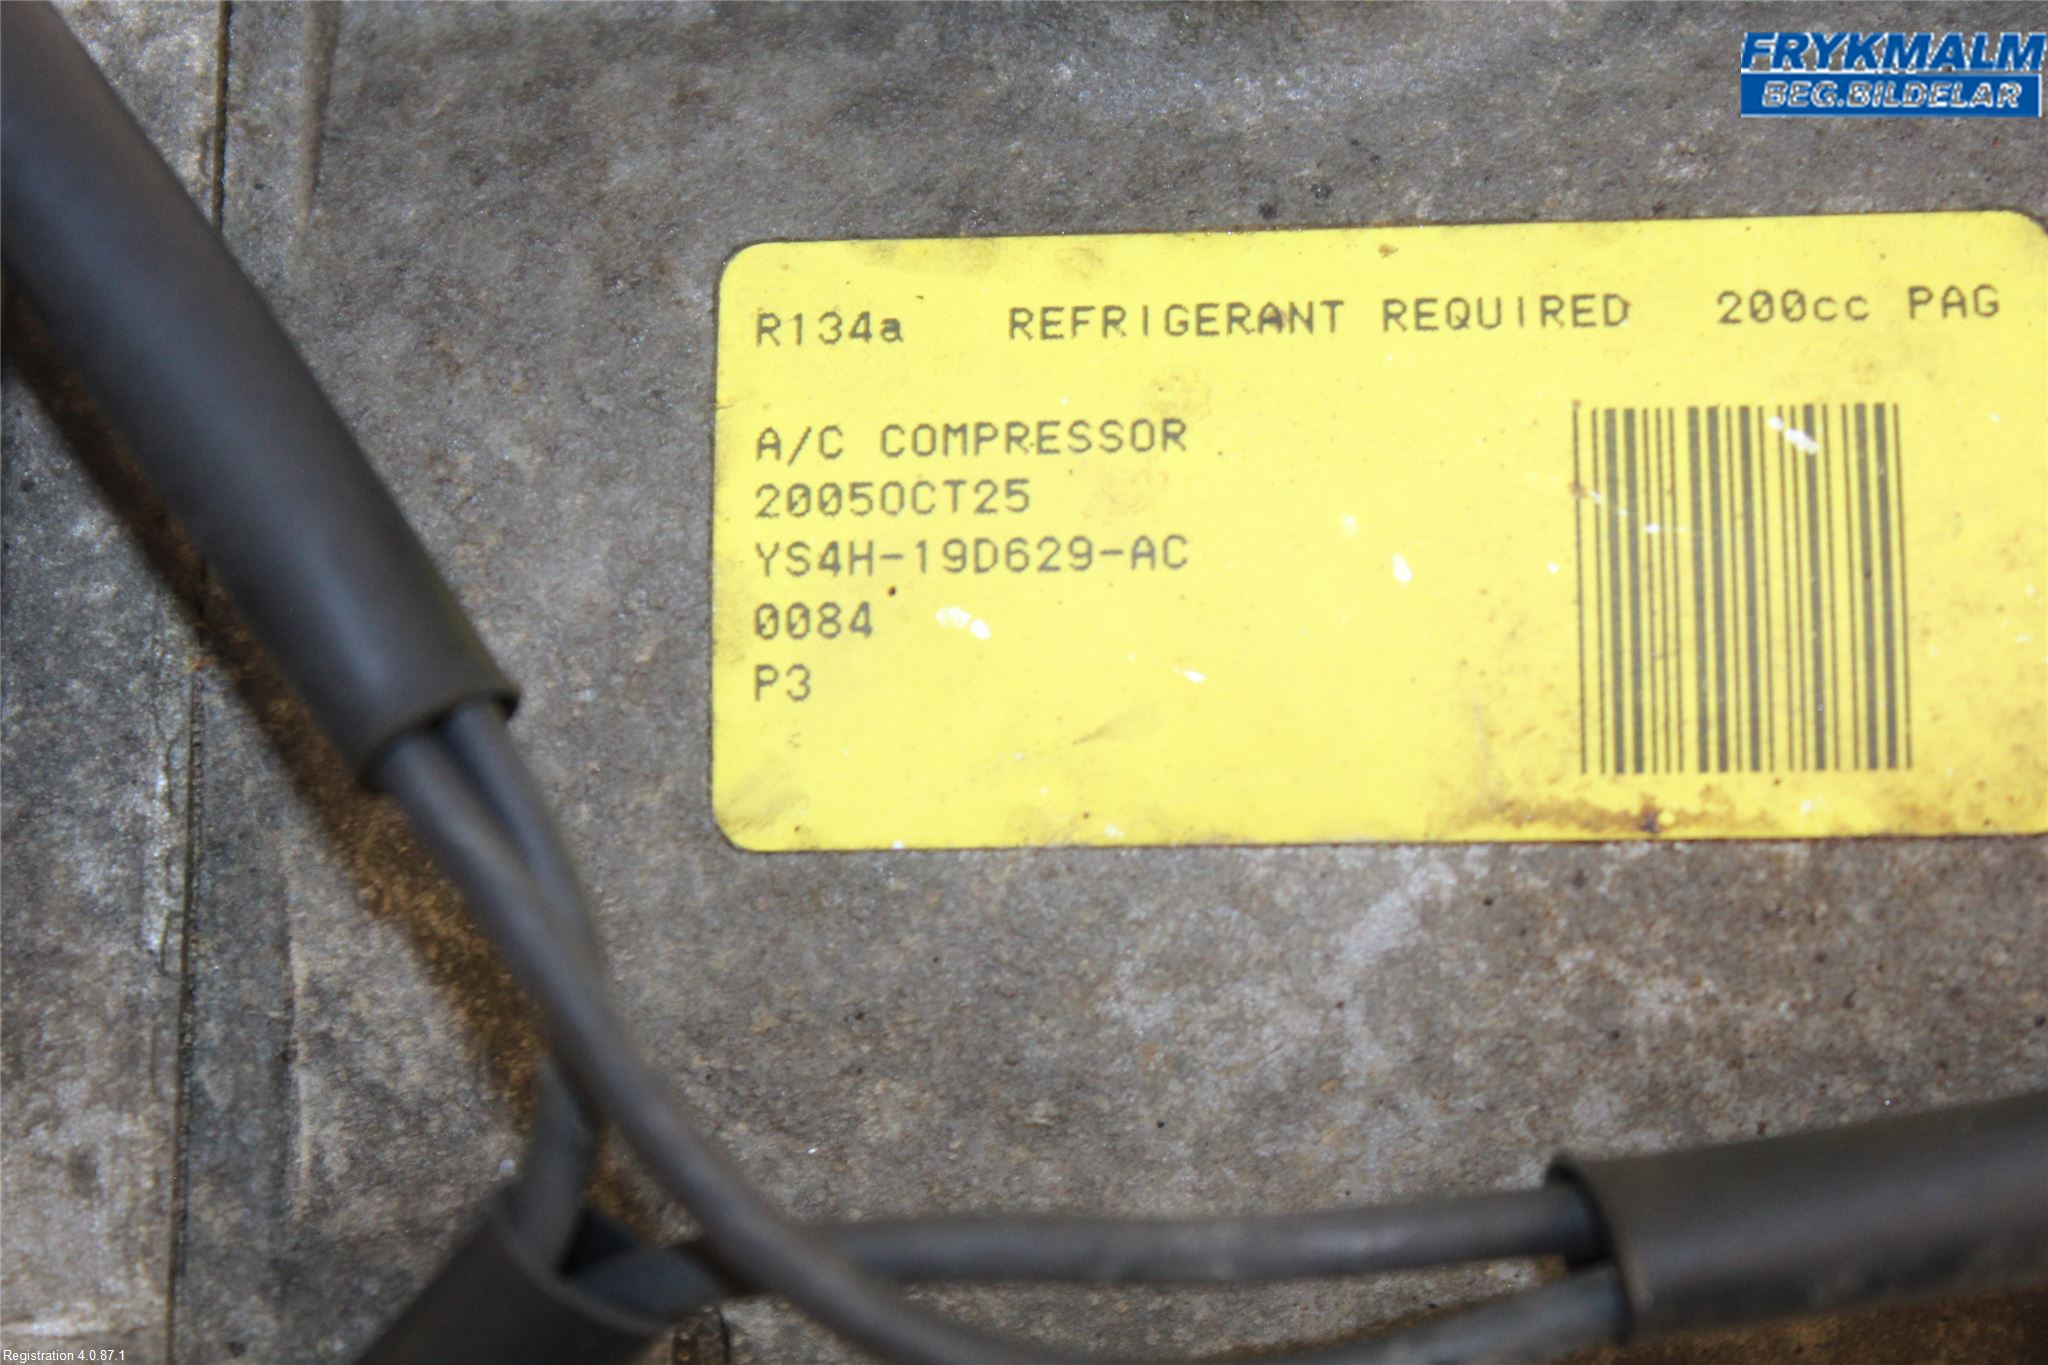 FRYKMALM
BEG.BILDELAR
R134a REFRIGERANT REQUIRED 200cc PAG
A/C COMPRESSOR
2005OCT25
YS4H-19D629-AC
0084
P3
Registration 4.0.87.1